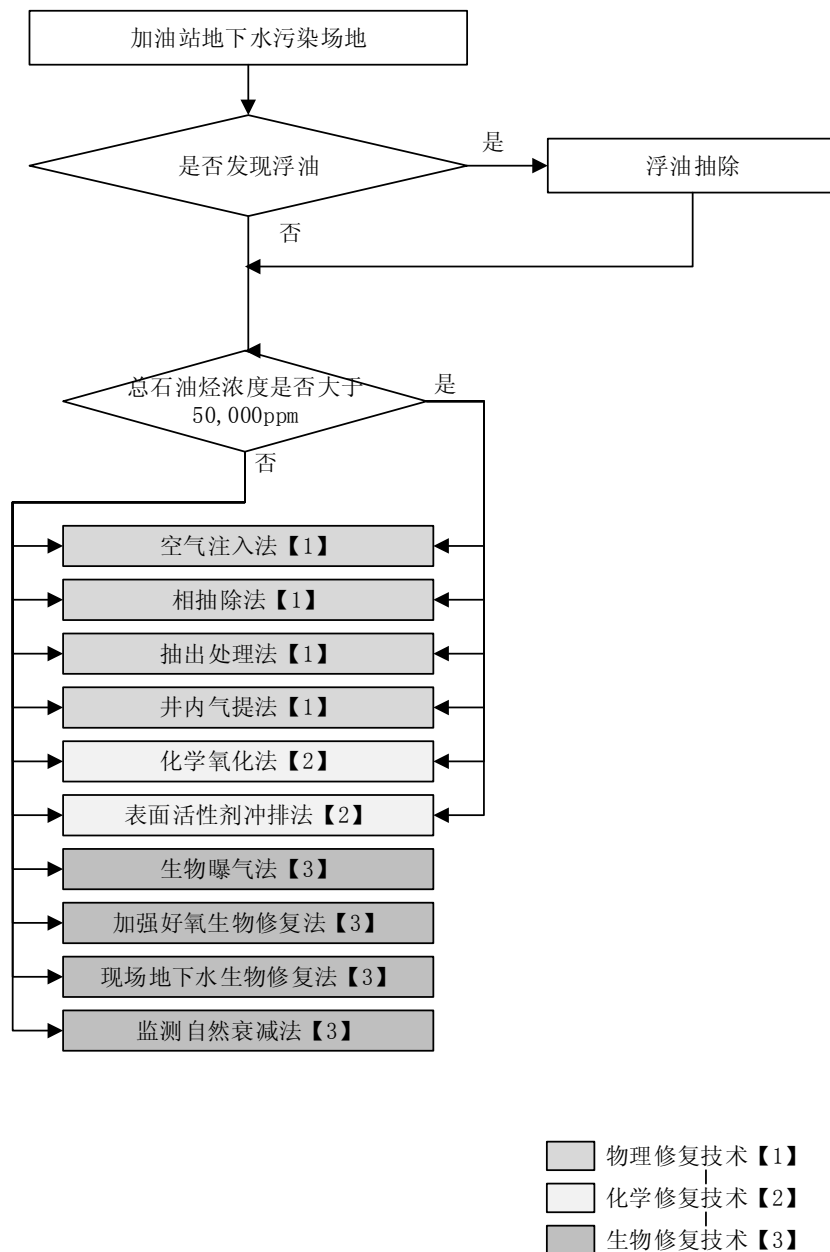 加油站地下水污染场地
是否发现浮油
是
浮油抽除
否
总石油烃浓度是否大于
50,000ppm
是
否
空气注入法【1】
相抽除法【1】
抽出处理法【1】
井内气提法【1】
化学氧化法【2】
表面活性剂冲排法【2】
生物曝气法【3】
加强好氧生物修复法【3】
现场地下水生物修复法【3】
监测自然衰减法【3】
物理修复技术【1】
化学修复技术【2】
生物修复技术【3】